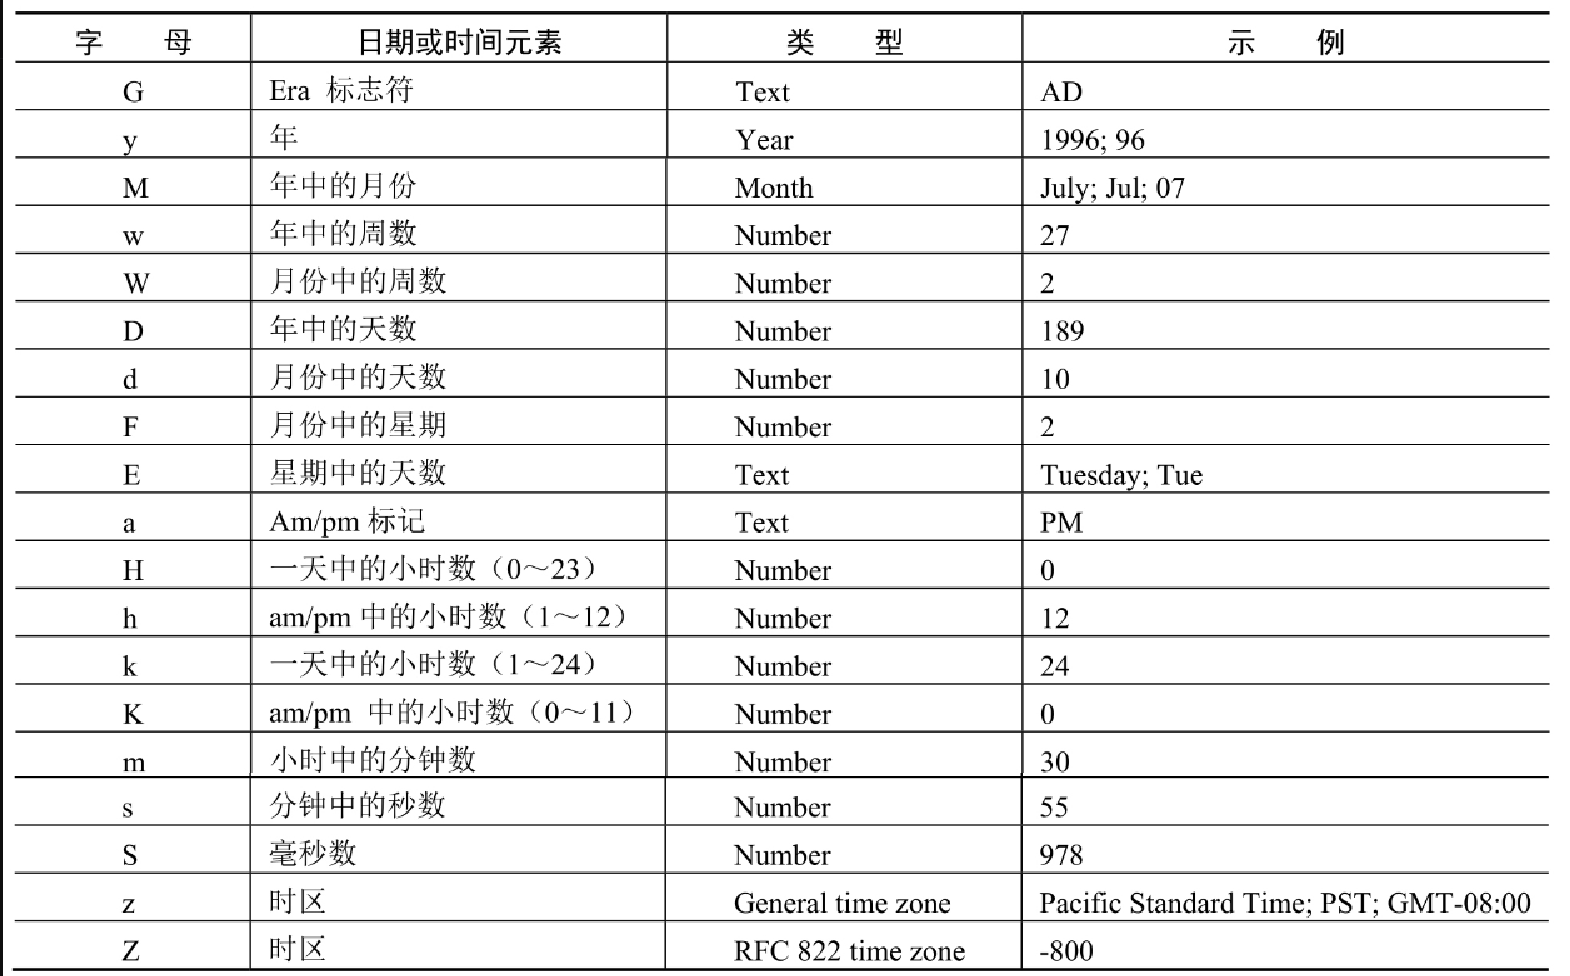 字 母 日期或时间元素 类 型 示 例
G Era 标志符 Text AD
y 年 Year 1996; 96
M 年中的月份 Month July; Jul; 07
w 年中的周数 Number 27
W 月份中的周数 Number 2
D 年中的天数 Number 189
d 月份中的天数 Number 10
F 月份中的星期 Number 2
E 星期中的天数 Text Tuesday; Tue
a Am/pm 标记 Text PM
H 一天中的小时数（0～23） Number 0
h am/pm 中的小时数（1～12） Number 12
k 一天中的小时数（1～24） Number 24
K am/pm 中的小时数（0～11） Number 0
m 小时中的分钟数 Number 30
s 分钟中的秒数 Number 55
S 毫秒数 Number 978
z 时区 General time zone Pacific Standard Time; PST; GMT-08:00
Z 时区 RFC 822 time zone -800